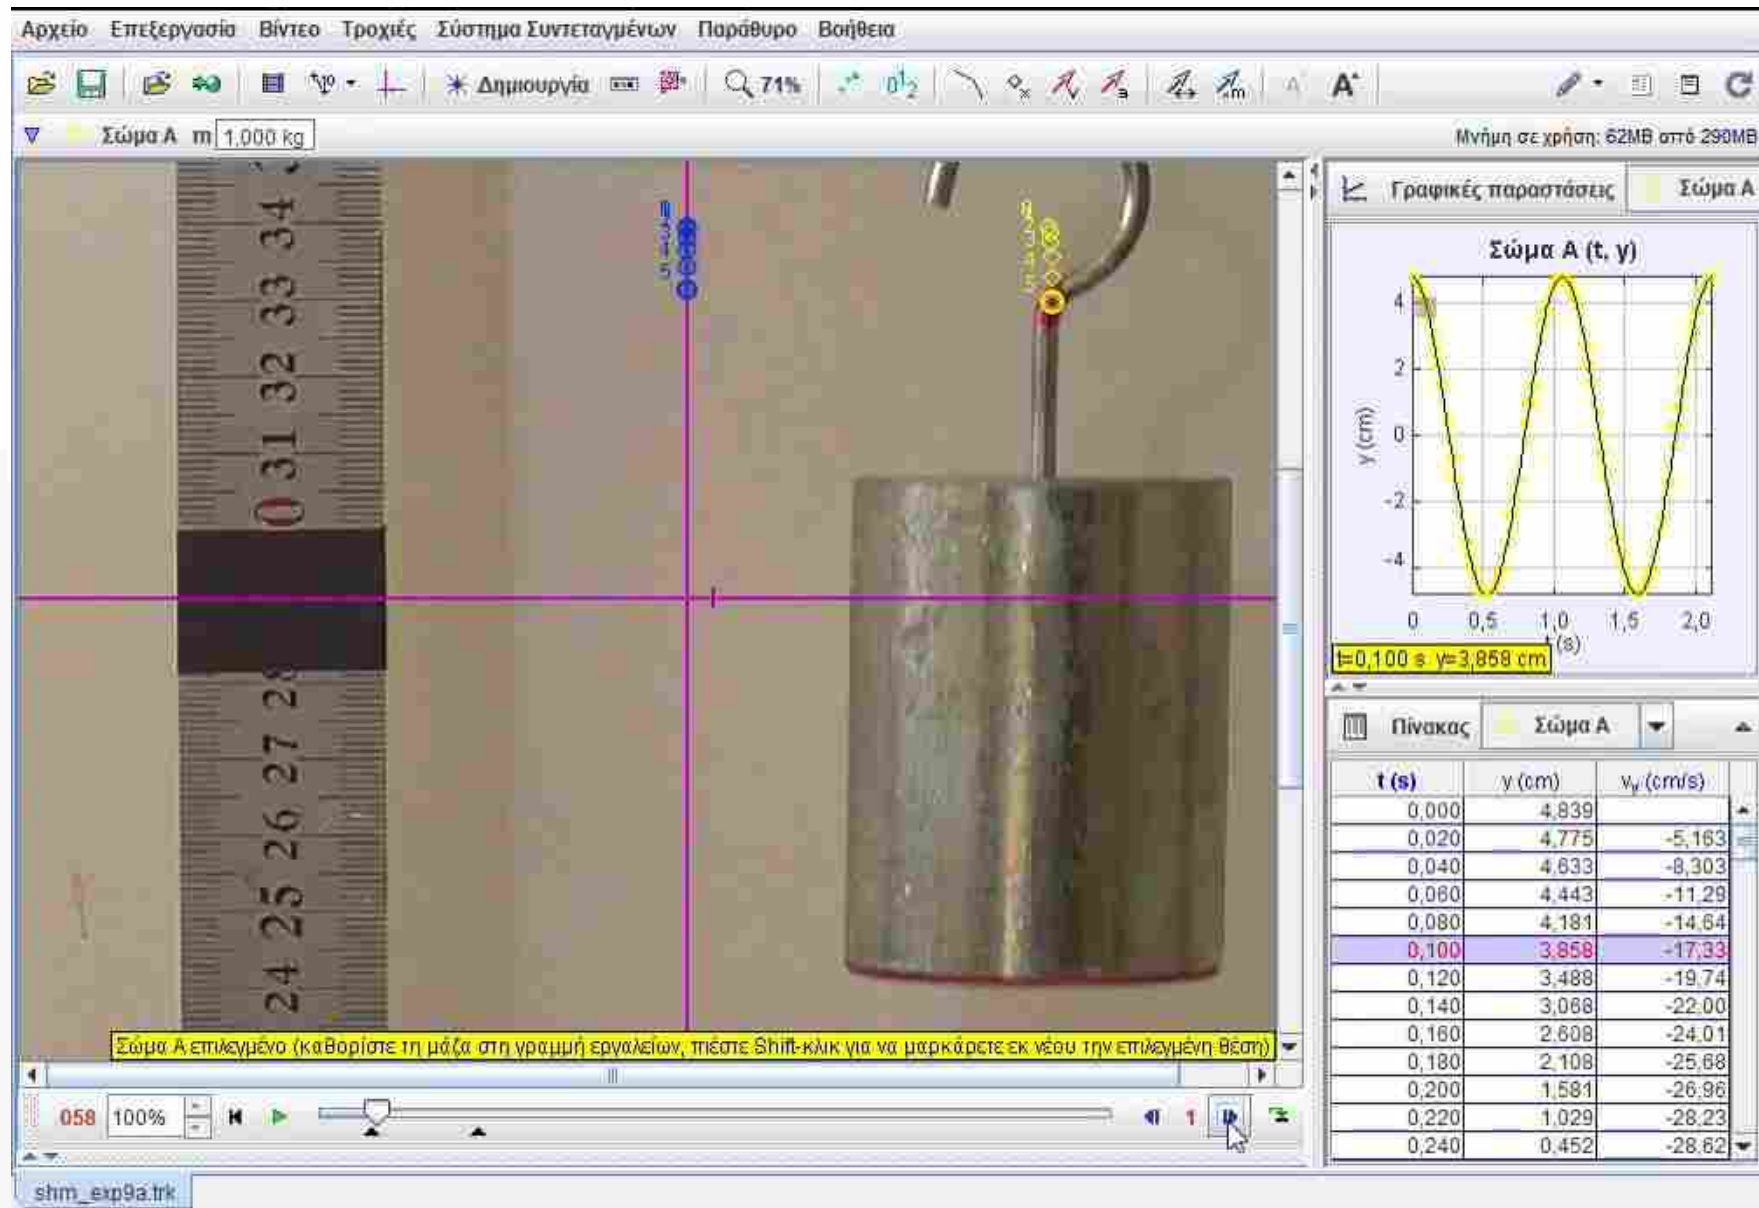 Αρχείο Επεξεργασία Βίντεο Τροχιές Σύστημα Συντεταγμένων Παράθυρο Βοήθεια
Δημιουργία 71%
Σώμα Α m 1,000 kg Μνήμη σε χρήση: 62MB από 290MB
Γραφικές παραστάσεις Σώμα Α
34
33
32
31
0
28
27
26
25
24
Σώμα Α (t, y)
y (cm)
4
2
0
-2
-4
0 0,5 1,0 1,5 2,0
t (s)
t=0,100 s y=3,858 cm
Πίνακας Σώμα Α
t (s) y (cm) vy (cm/s)
0,000 4,839
0,020 4,775 -5,163
0,040 4,633 -8,303
0,060 4,443 -11,29
0,080 4,181 -14,64
0,100 3,858 -17,33
0,120 3,488 -19,74
0,140 3,068 -22,00
0,160 2,608 -24,01
0,180 2,108 -25,68
0,200 1,581 -26,96
0,220 1,029 -28,23
0,240 0,452 -28,62
Σώμα Α επιλεγμένο (καθορίστε τη μάζα στη γραμμή εργαλείων, πιέστε Shift-κλικ για να μαρκάρετε εκ νέου την επιλεγμένη θέση)
058 100% 1
shm_exp9a.trk